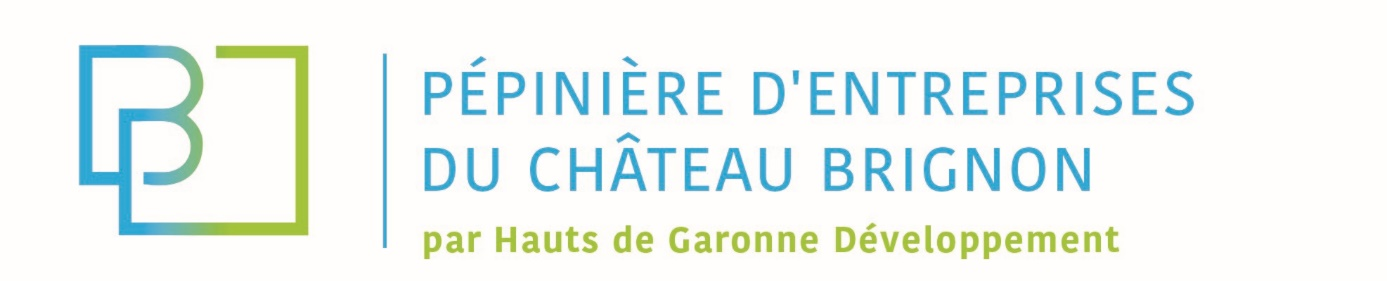 PÉPINIÈRE D'ENTREPRISES
DU CHÂTEAU BRIGNON
par Hauts de Garonne Développement